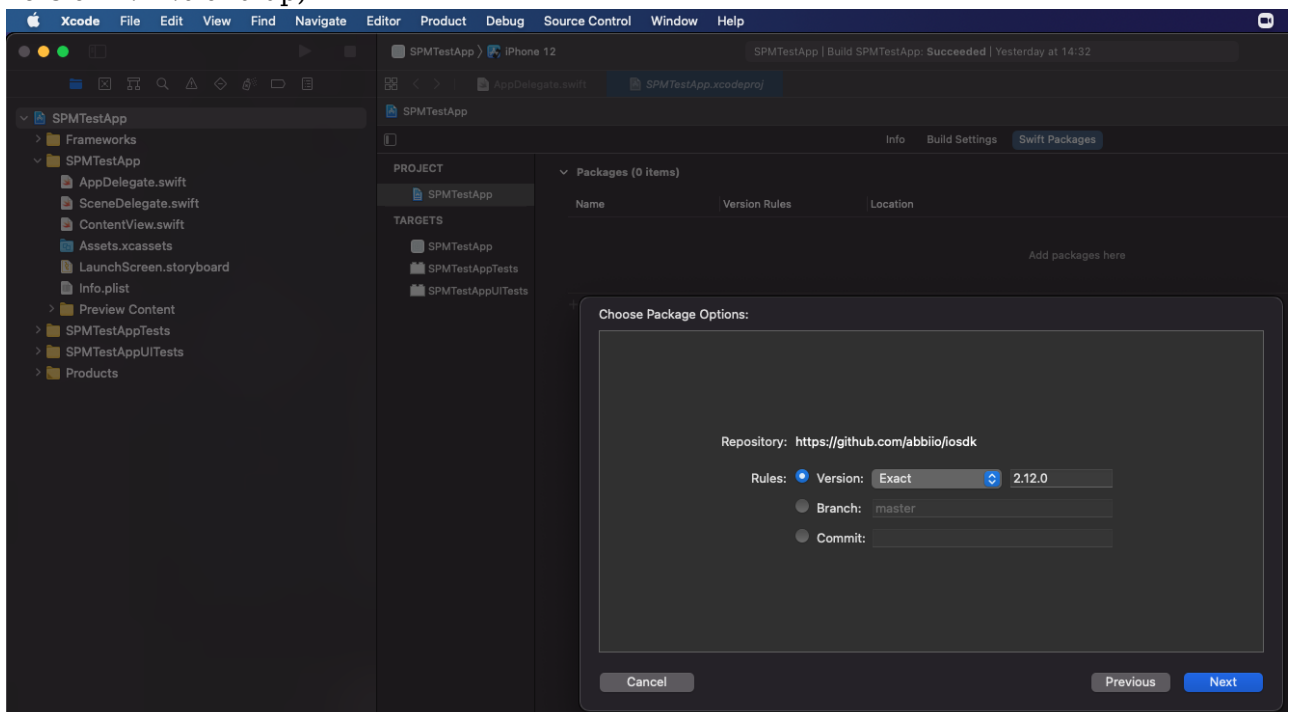 Xcode File Edit View Find Navigate Editor Product Debug Source Control Window Help
SPMTestApp iPhone 12 SPMTestApp | Build SPMTestApp: Succeeded | Yesterday at 14:32
AppDelegate.swift SPMTestApp.xcodeproj
SPMTestApp
Info Build Settings Swift Packages
SPMTestApp
Frameworks
SPMTestApp
AppDelegate.swift
SceneDelegate.swift
ContentView.swift
Assets.xcassets
LaunchScreen.storyboard
Info.plist
Preview Content
SPMTestAppTests
SPMTestAppUITests
Products
PROJECT
SPMTestApp
TARGETS
SPMTestApp
SPMTestAppTests
SPMTestAppUITests
Packages (0 items)
Name Version Rules Location
Add packages here
Choose Package Options:
Repository: https://github.com/abbiio/iosdk
Rules: Version: Exact 2.12.0
Branch: master
Commit:
Cancel Previous Next